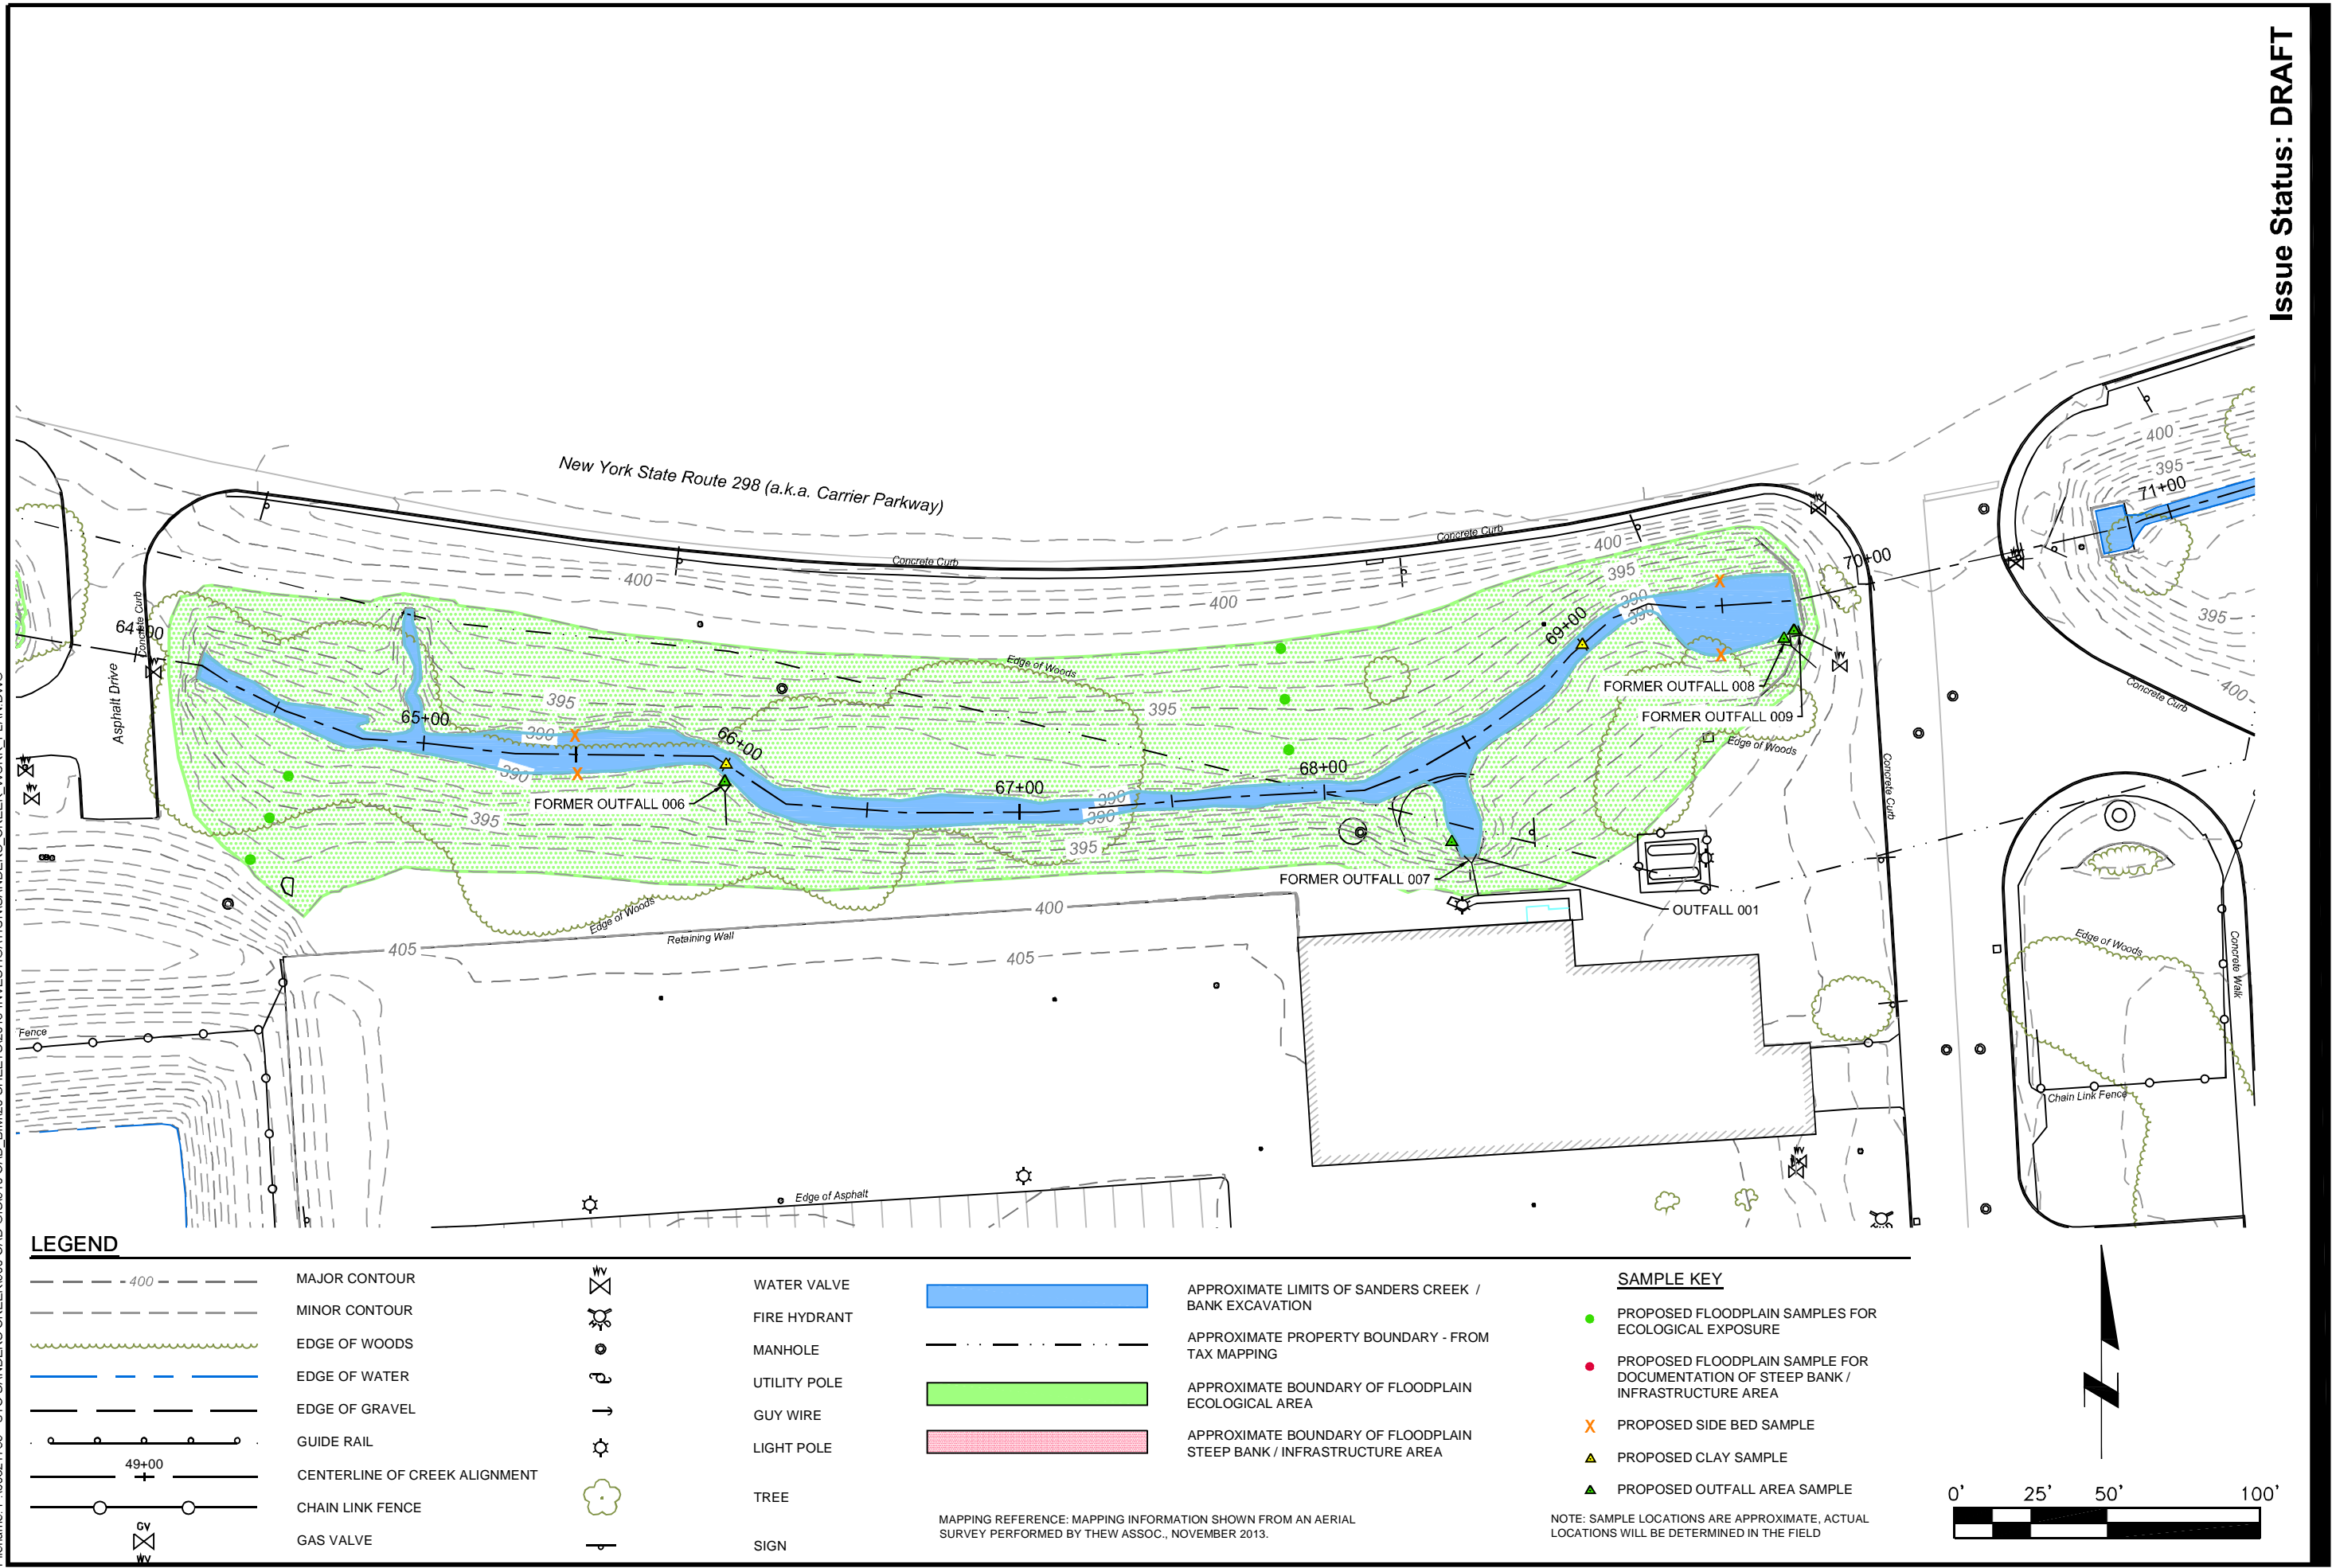 Issue Status: DRAFT
New York State Route 298 (a.k.a. Carrier Parkway)
Concrete Curb
Concrete Curb
400
395
71+00
395
400
Concrete Curb
400
400
400
395
390
390
70+00
69+00
64+00
Concrete Curb
Asphalt Drive
Edge of Woods
395
395
65+00
390
390
66+00
FORMER OUTFALL 006
395
67+00
390
390
395
68+00
FORMER OUTFALL 008
FORMER OUTFALL 009
Edge of Woods
Concrete Curb
FORMER OUTFALL 007
OUTFALL 001
Edge of Woods
Retaining Wall
400
405
405
Edge of Woods
Concrete Walk
Chain Link Fence
Fence
Edge of Asphalt
WV
WV
WV
WV
WV
WV
LEGEND
400
MAJOR CONTOUR
MINOR CONTOUR
EDGE OF WOODS
EDGE OF WATER
EDGE OF GRAVEL
GUIDE RAIL
49+00
CENTERLINE OF CREEK ALIGNMENT
CHAIN LINK FENCE
GV
GAS VALVE
WV
WV
WATER VALVE
FIRE HYDRANT
MANHOLE
UTILITY POLE
GUY WIRE
LIGHT POLE
TREE
SIGN
APPROXIMATE LIMITS OF SANDERS CREEK /
BANK EXCAVATION
APPROXIMATE PROPERTY BOUNDARY - FROM
TAX MAPPING
APPROXIMATE BOUNDARY OF FLOODPLAIN
ECOLOGICAL AREA
APPROXIMATE BOUNDARY OF FLOODPLAIN
STEEP BANK / INFRASTRUCTURE AREA
MAPPING REFERENCE: MAPPING INFORMATION SHOWN FROM AN AERIAL
SURVEY PERFORMED BY THEW ASSOC., NOVEMBER 2013.
SAMPLE KEY
PROPOSED FLOODPLAIN SAMPLES FOR
ECOLOGICAL EXPOSURE
PROPOSED FLOODPLAIN SAMPLE FOR
DOCUMENTATION OF STEEP BANK /
INFRASTRUCTURE AREA
PROPOSED SIDE BED SAMPLE
PROPOSED CLAY SAMPLE
PROPOSED OUTFALL AREA SAMPLE
NOTE: SAMPLE LOCATIONS ARE APPROXIMATE, ACTUAL
LOCATIONS WILL BE DETERMINED IN THE FIELD
0' 25' 50' 100'